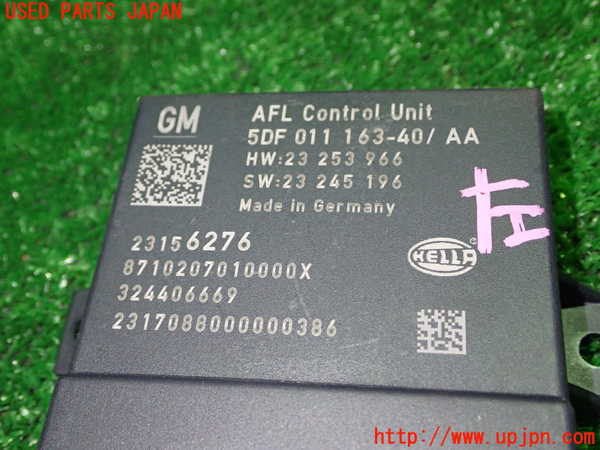 USED PARTS JAPAN
GM
AFL Control Unit
5DF 011 163-40/ AA
HW:23 253 966
SW:23 245 196
Made in Germany
23156276
8710207010000X
324406669
2317088000000386
HELLA
http://www.upjpn.com/